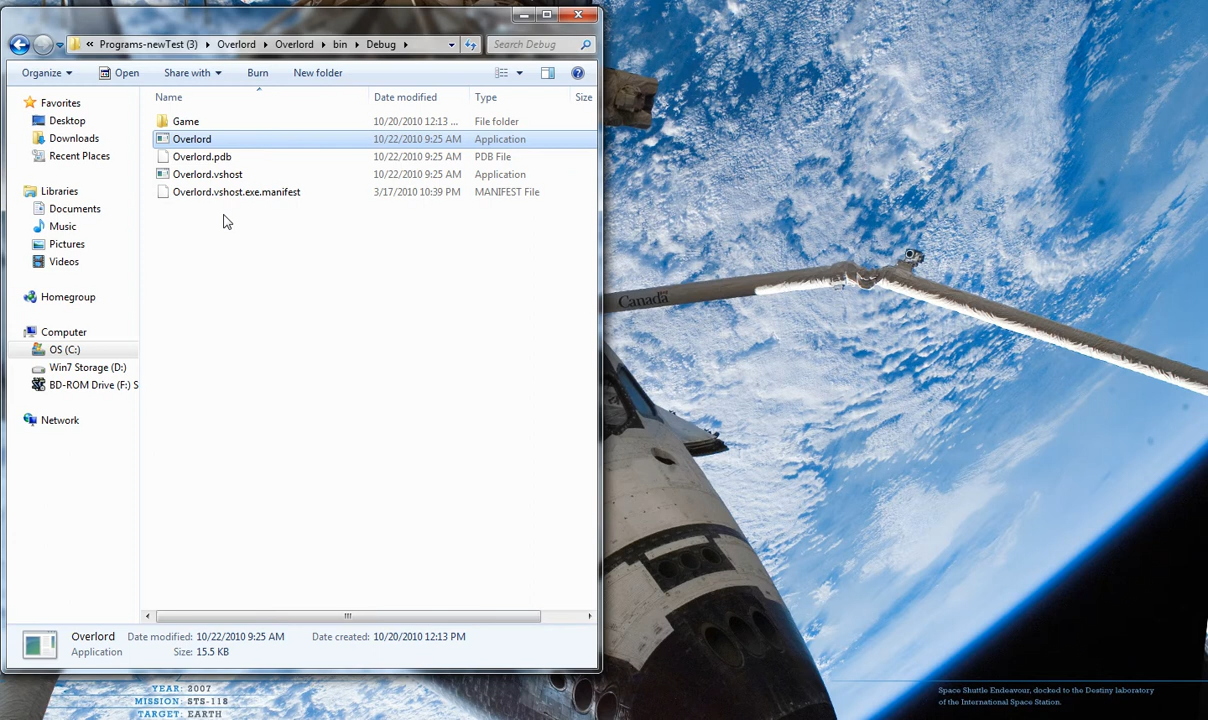 « Programs-newTest (3) Overlord Overlord bin Debug Search Debug
Organize Open Share with Burn New folder
Name Date modified Type Size
Favorites
Desktop
Downloads
Recent Places
Libraries
Documents
Music
Pictures
Videos
Homegroup
Computer
OS (C:)
Win7 Storage (D:)
BD-ROM Drive (F:) S
Network
Game 10/20/2010 12:13 ... File folder
Overlord 10/22/2010 9:25 AM Application
Overlord.pdb 10/22/2010 9:25 AM PDB File
Overlord.vshost 10/22/2010 9:25 AM Application
Overlord.vshost.exe.manifest 3/17/2010 10:39 PM MANIFEST File
Overlord Date modified: 10/22/2010 9:25 AM Date created: 10/20/2010 12:13 PM
Application Size: 15.5 KB
Canada
YEAR: 2007
MISSION: STS-118
TARGET: EARTH
Space Shuttle Endeavour, docked to the Destiny laboratory
of the International Space Station.